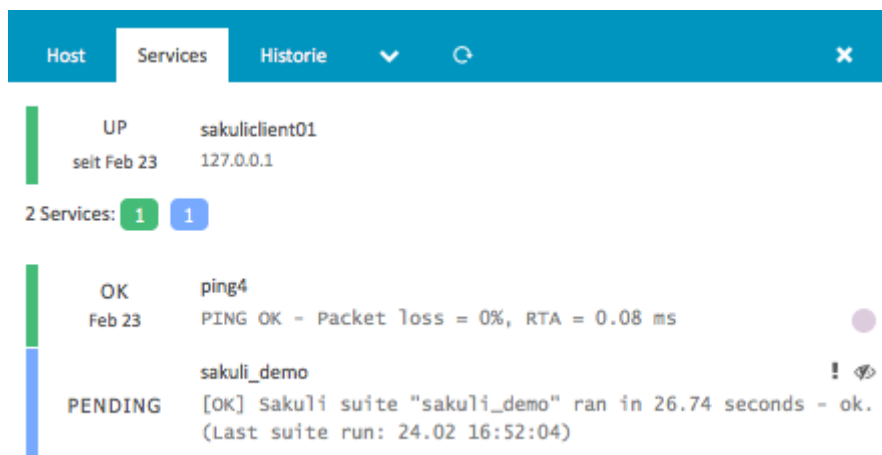 Host Services Historie
UP sakuliclient01
seit Feb 23 127.0.0.1
2 Services: 1 1
OK ping4
Feb 23 PING OK - Packet loss = 0%, RTA = 0.08 ms
sakuli_demo !
PENDING [OK] Sakuli suite "sakuli_demo" ran in 26.74 seconds - ok.
(Last suite run: 24.02 16:52:04)